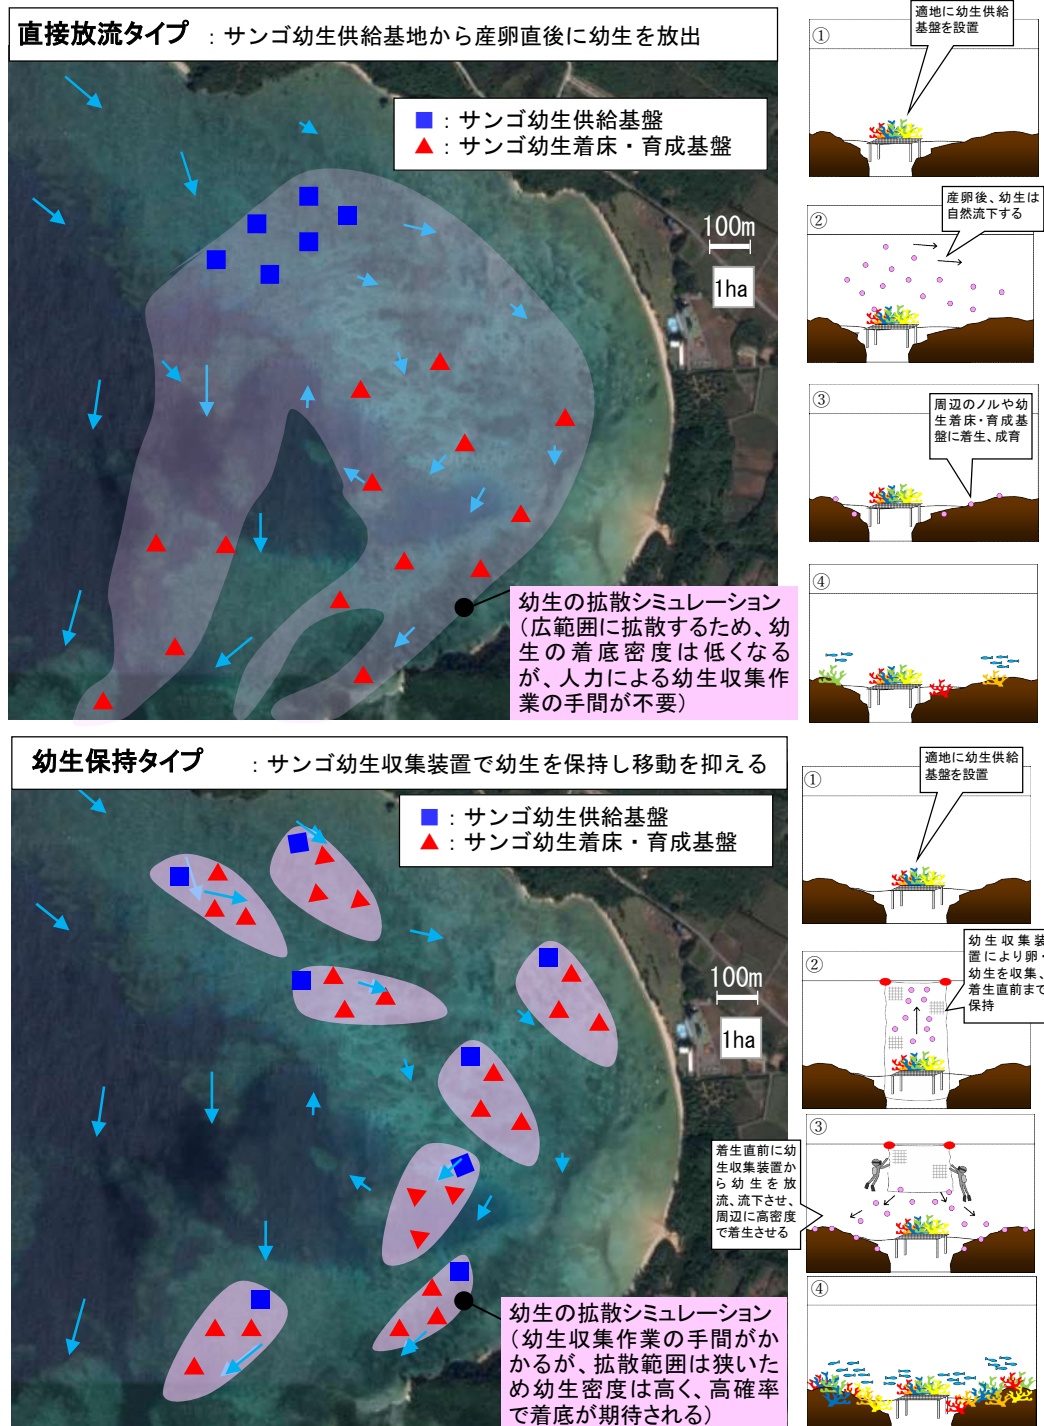 直接放流タイプ ：サンゴ幼生供給基地から産卵直後に幼生を放出
■：サンゴ幼生供給基盤
▲：サンゴ幼生着床・育成基盤
100m
1ha
幼生の拡散シミュレーション
（広範囲に拡散するため、幼
生の着底密度は低くなる
が、人力による幼生収集作
業の手間が不要）
①
適地に幼生供給
基盤を設置
②
産卵後、幼生は
自然流下する
③
周辺のノルや幼
生着床・育成基
盤に着生、成育
④
幼生保持タイプ ：サンゴ幼生収集装置で幼生を保持し移動を抑える
■：サンゴ幼生供給基盤
▲：サンゴ幼生着床・育成基盤
100m
1ha
幼生の拡散シミュレーション
（幼生収集作業の手間がか
かるが、拡散範囲は狭いた
め幼生密度は高く、高確率
で着底が期待される）
①
適地に幼生供給
基盤を設置
②
幼生収集装
置により卵・
幼生を収集、
着生直前まで
保持
③
着生直前に幼
生収集装置か
ら幼生を放
流、流下させ、
周辺に高密度
で着生させる
④